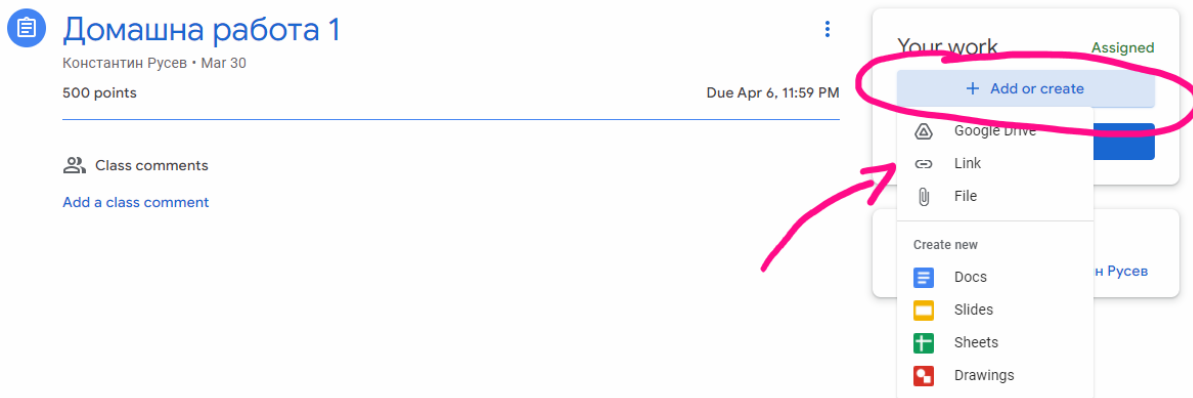 Домашна работа 1
Константин Русев • Mar 30
500 points
Due Apr 6, 11:59 PM
Class comments
Add a class comment
Your work
Assigned
+ Add or create
Google Drive
Link
File
Create new
Docs
Slides
Sheets
Drawings
н Русев